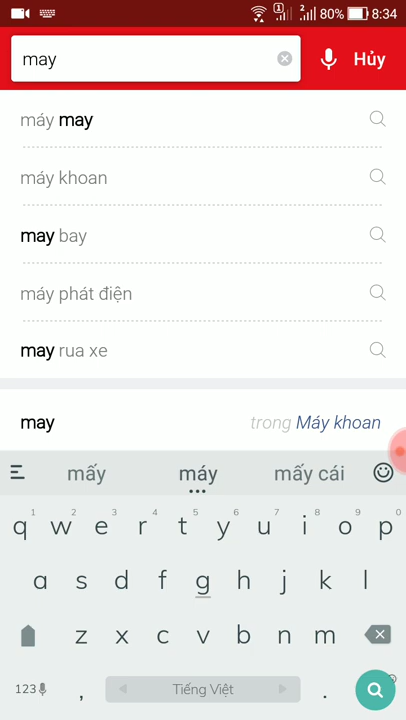 1 2 80% 8:34
may Hủy
máy may
máy khoan
may bay
máy phát điện
may rua xe
may trong Máy khoan
mấy máy mấy cái
1 2 3 4 5 6 7 8 9 0
q w e r t y u i o p
a s d f g h j k l
z x c v b n m
123 , Tiếng Việt .